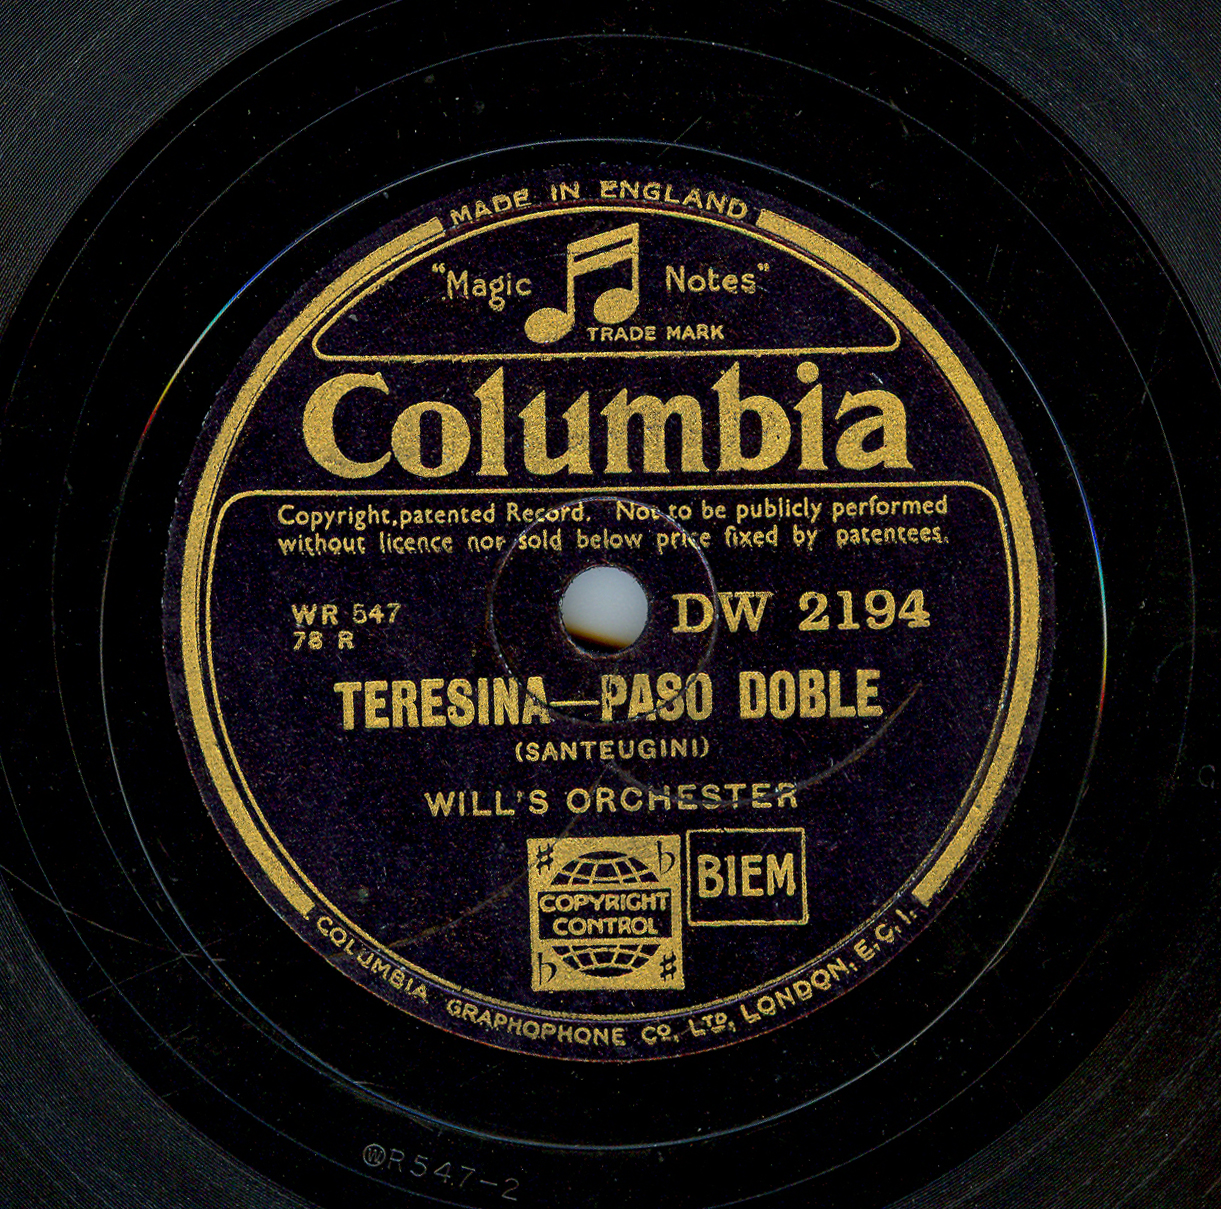 MADE IN ENGLAND
"Magic Notes"
TRADE MARK
Columbia
Copyright, patented Record. Not to be publicly performed
without licence nor sold below price fixed by patentees.
WR 547
78 R
DW 2194
TERESINA—PASO DOBLE
(SANTEUGINI)
WILL'S ORCHESTER
COPYRIGHT
CONTROL
BIEM
COLUMBIA GRAPHOPHONE CO, LTD, LONDON, E.C.I.
WR547-2